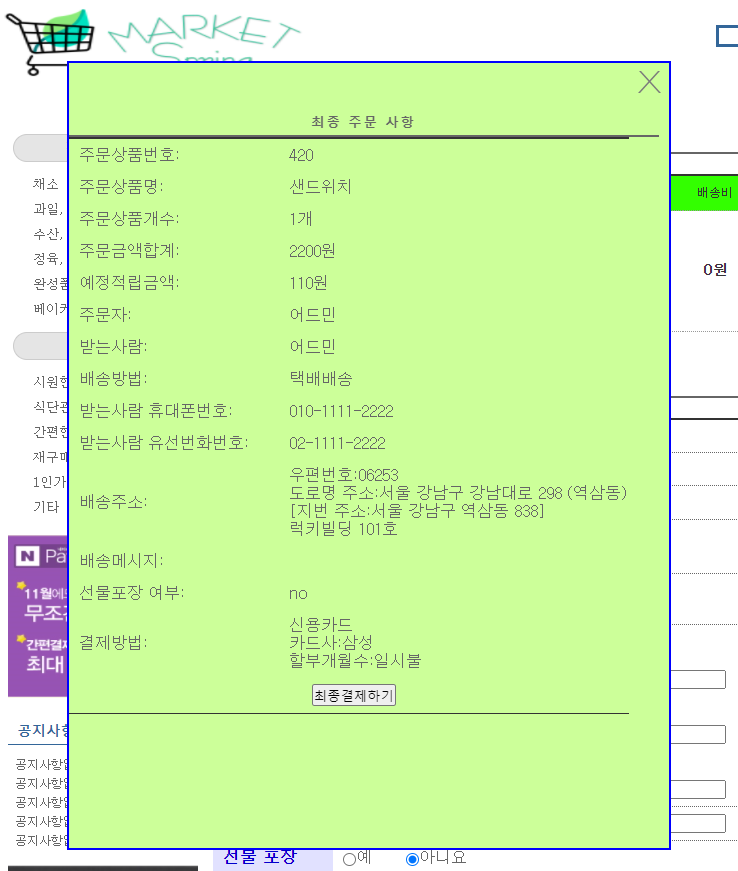 MARKET
Spring
최종 주문 사항
주문상품번호: 420
주문상품명: 샌드위치
주문상품개수: 1개
주문금액합계: 2200원
예정적립금액: 110원
주문자: 어드민
받는사람: 어드민
배송방법: 택배배송
받는사람 휴대폰번호: 010-1111-2222
받는사람 유선번화번호: 02-1111-2222
배송주소: 우편번호:06253
도로명 주소:서울 강남구 강남대로 298 (역삼동)
[지번 주소:서울 강남구 역삼동 838]
럭키빌딩 101호
배송메시지:
선물포장 여부: no
결제방법: 신용카드
카드사:삼성
할부개월수:일시불
최종결제하기
채소
과일,
수산,
정육,
완성품
베이커
시원한
식단관
간편한
재구매
1인가
기타
N Pa
11월에
무조건
간편결제
최대
공지사항
공지사항입
공지사항입
공지사항입
공지사항입
공지사항입
배송비
0원
선물 포장 예 아니요